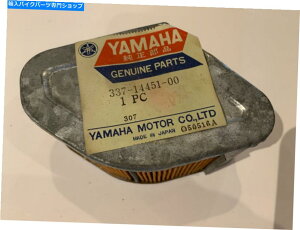 輸入バイクパーツ専門ショップ
YAMAHA
純正部品
GENUINE PARTS
337-14451-00
1 PC
307
YAMAHA MOTOR CO., LTD
MADE IN JAPAN
O50516A